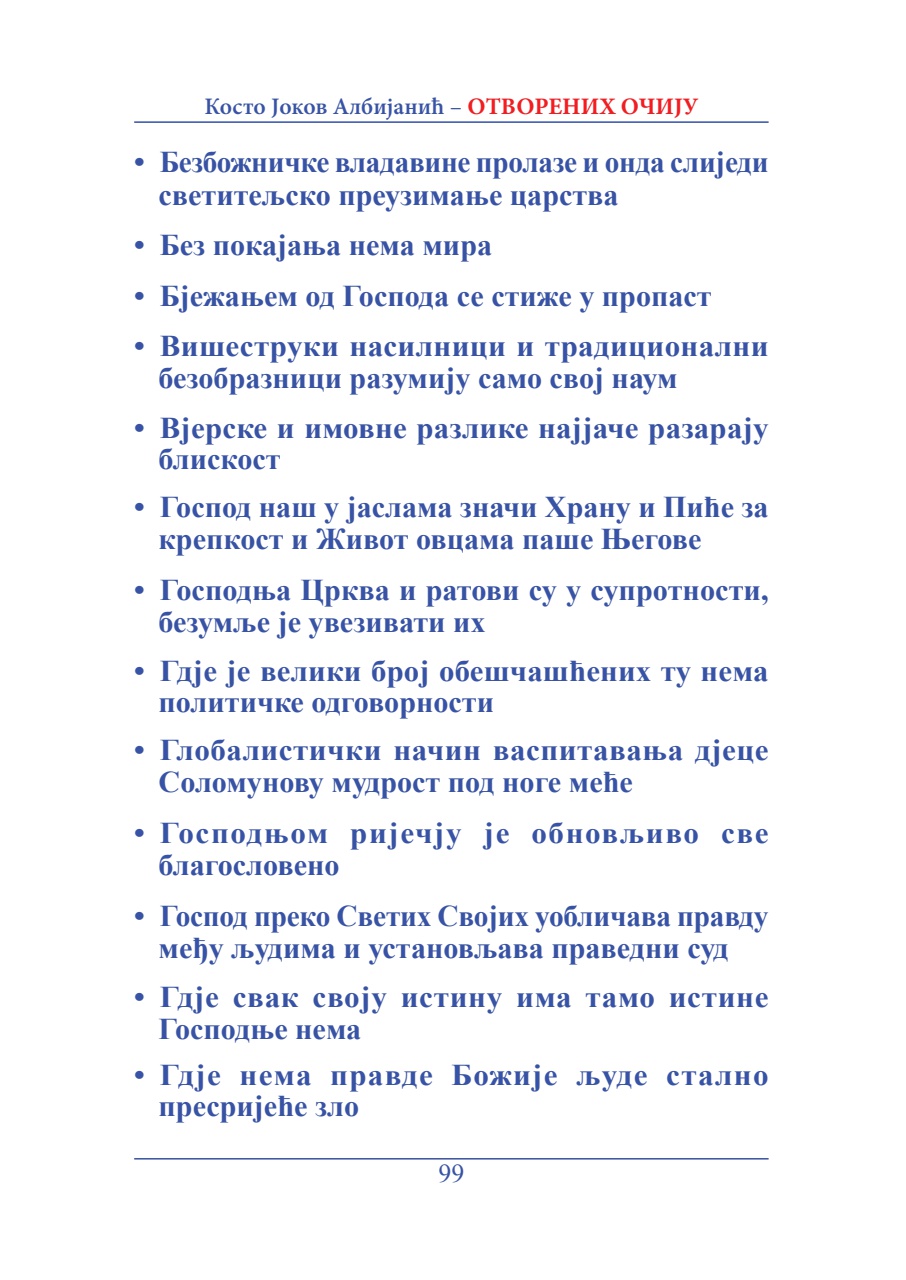 Косто Јоков Албијанић – ОТВОРЕНИХ ОЧИЈУ
• Безбожничке владавине пролазе и онда слиједи
светитељско преузимање царства
• Без покајања нема мира
• Бјежањем од Господа се стиже у пропаст
• Вишеструки насилници и традиционални
безобразници разумију само свој наум
• Вјерске и имовне разлике најјаче разарају
блискост
• Господ наш у јаслама значи Храну и Пиће за
крепкост и Живот овцама паше Његове
• Господња Црква и ратови су у супротности,
безумље је увезивати их
• Гдје је велики број обешчашћених ту нема
политичке одговорности
• Глобалистички начин васпитавања дјеце
Соломунову мудрост под ноге меће
• Господњом ријечју је обновљиво све
благословено
• Господ преко Светих Својих уобличава правду
међу људима и установљава праведни суд
• Гдје свак своју истину има тамо истине
Господње нема
• Гдје нема правде Божије људе стално
пресријеће зло
99